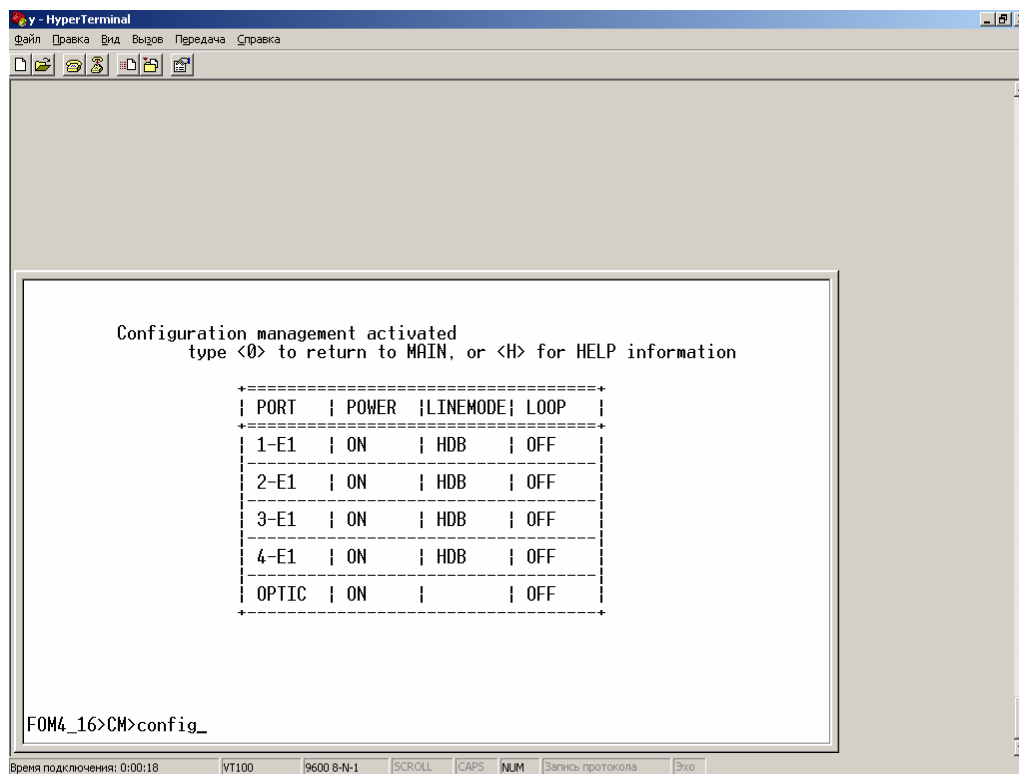 y - HyperTerminal
Файл Правка Вид Вызов Передача Справка
Configuration management activated
type <0> to return to MAIN, or <H> for HELP information
+===================================+
| PORT | POWER |LINEMODE| LOOP |
+===================================+
| 1-E1 | ON | HDB | OFF |
|-----------------------------------|
| 2-E1 | ON | HDB | OFF |
|-----------------------------------|
| 3-E1 | ON | HDB | OFF |
|-----------------------------------|
| 4-E1 | ON | HDB | OFF |
|-----------------------------------|
| OPTIC | ON | | OFF |
+-----------------------------------+
FOM4_16>CM>config_
Время подключения: 0:00:18 VT100 9600 8-N-1 SCROLL CAPS NUM Запись протокола Эхо